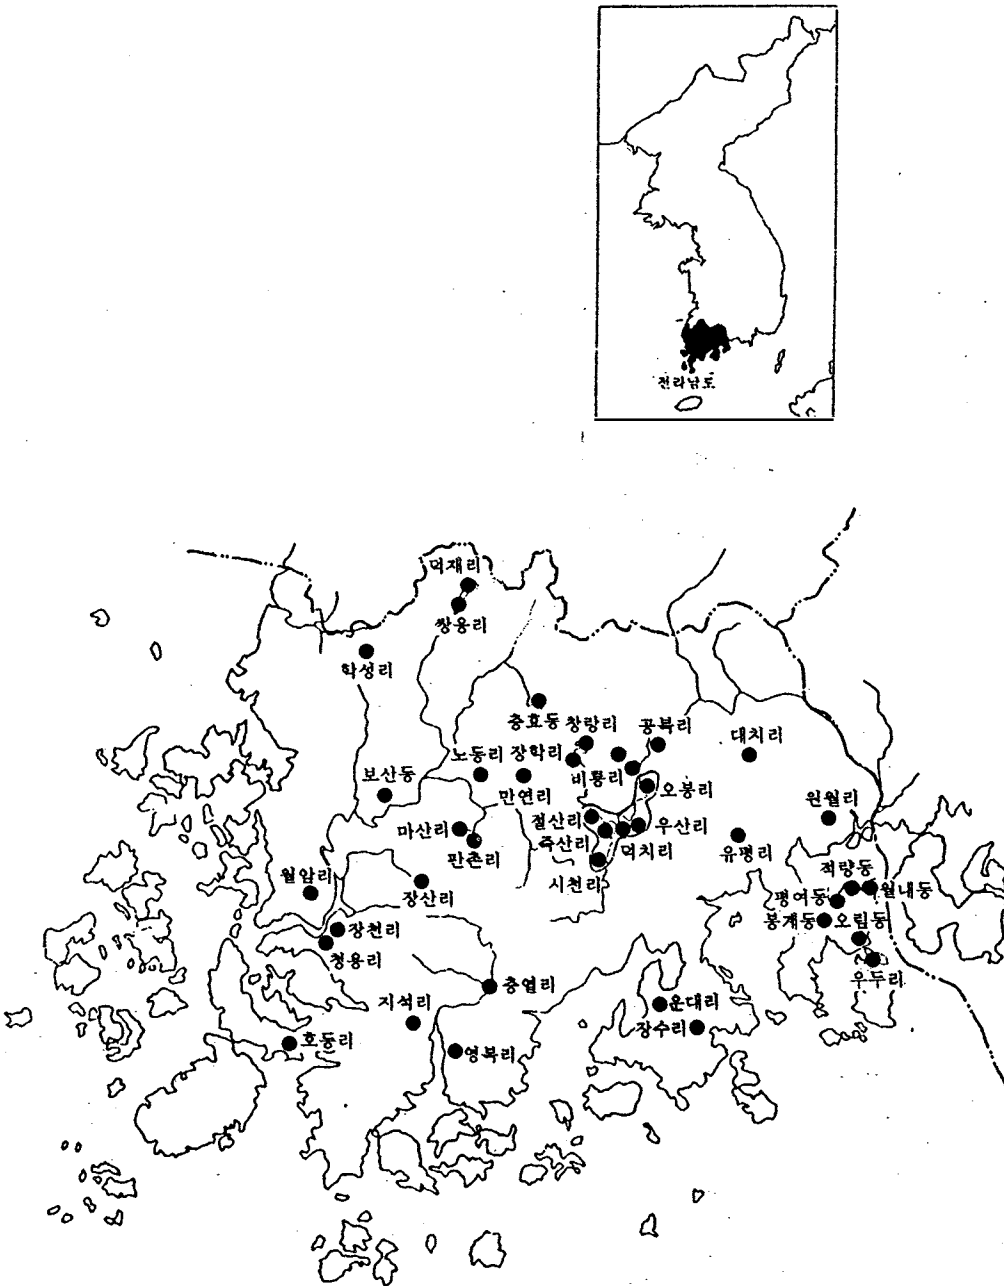 전라남도
덕재리
쌍용리
학성리
충효동
창랑리
공북리
대치리
노동리
장학리
비룡리
보산동
만연리
오봉리
원월리
절산리
마산리
죽산리
덕치리
우산리
유평리
판촌리
월암리
시천리
적량동
장산리
평여동
월내동
봉계동
오림동
장천리
청용리
우두리
충열리
지석리
운대리
장수리
호동리
영복리